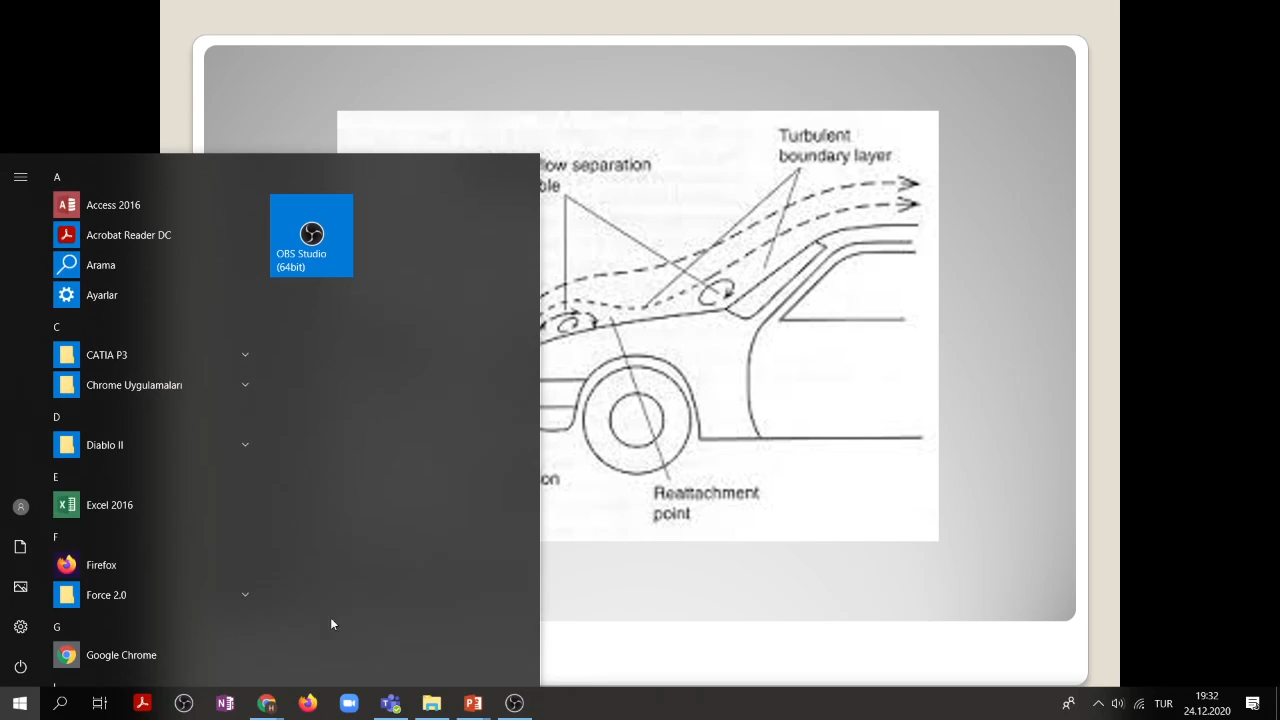 Turbulent
boundary layer
low separation
ble
on
Reattachment
point
A
Access 2016
Acrobat Reader DC
Arama
Ayarlar
C
CATIA P3
Chrome Uygulamaları
D
Diablo II
E
Excel 2016
F
Firefox
Force 2.0
G
Google Chrome
OBS Studio
(64bit)
TUR
19:32
24.12.2020